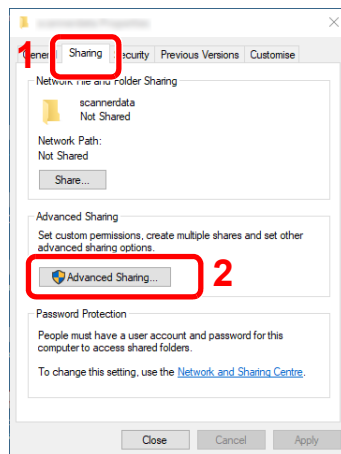 1
General Sharing Security Previous Versions Customise
Network File and Folder Sharing
scannerdata
Not Shared
Network Path:
Not Shared
Share...
Advanced Sharing
Set custom permissions, create multiple shares and set other
advanced sharing options.
Advanced Sharing...
2
Password Protection
People must have a user account and password for this
computer to access shared folders.
To change this setting, use the Network and Sharing Centre.
Close Cancel Apply